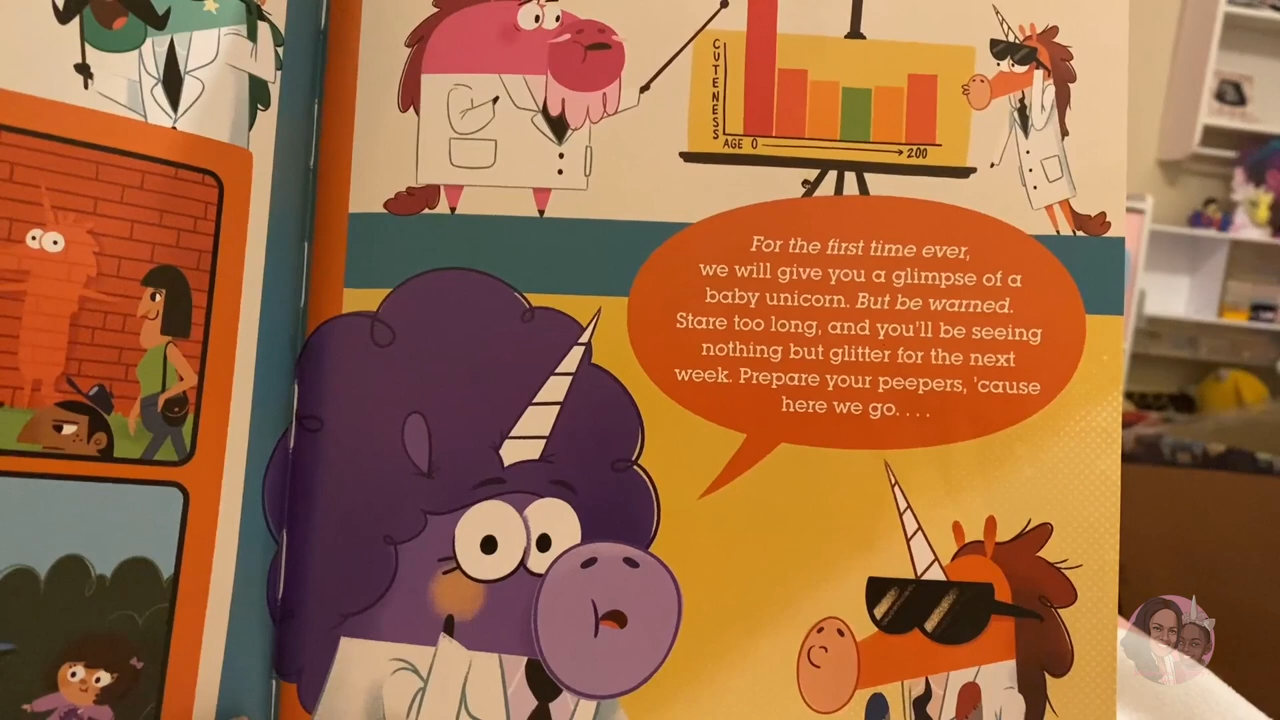 CUTENESS
AGE 0 200
For the first time ever,
we will give you a glimpse of a
baby unicorn. But be warned.
Stare too long, and you'll be seeing
nothing but glitter for the next
week. Prepare your peepers, 'cause
here we go. . . .